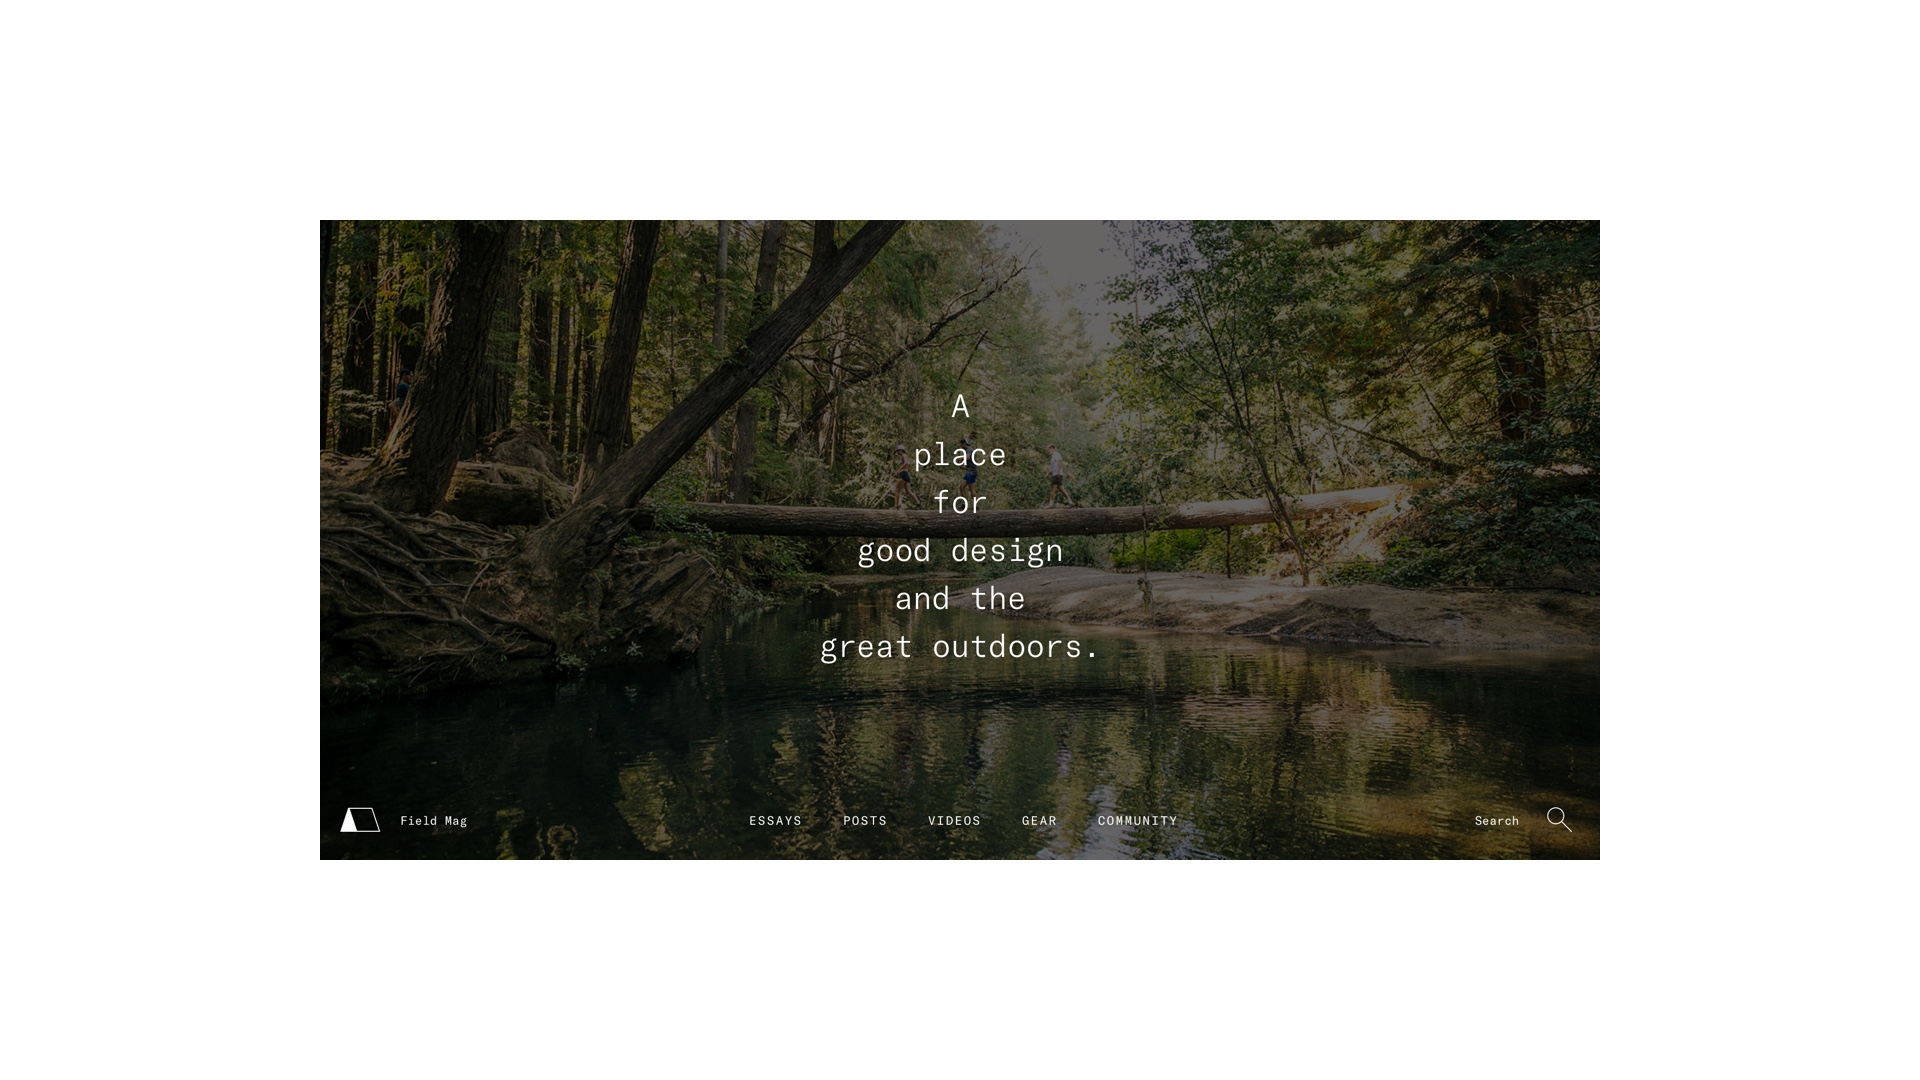 A
place
for
good design
and the
great outdoors.
Field Mag
ESSAYS POSTS VIDEOS GEAR COMMUNITY
Search